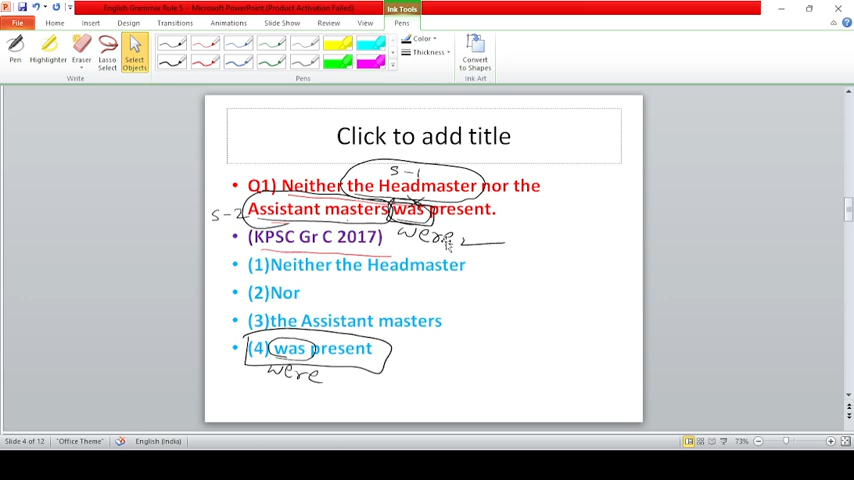 English Grammar Rule 5 - Microsoft PowerPoint (Product Activation Failed)
Ink Tools
File Home Insert Design Transitions Animations Slide Show Review View Pens
Pen Highlighter Eraser Lasso Select Select Objects
Color
Thickness
Convert to Shapes
Write Pens Ink Art
Click to add title
s-1
• Q1) Neither the Headmaster nor the
s-2 Assistant masters was present.
• (KPSC Gr C 2017) were
• (1)Neither the Headmaster
• (2)Nor
• (3)the Assistant masters
• (4) was present
were
Slide 4 of 12 "Office Theme" English (India) 73%